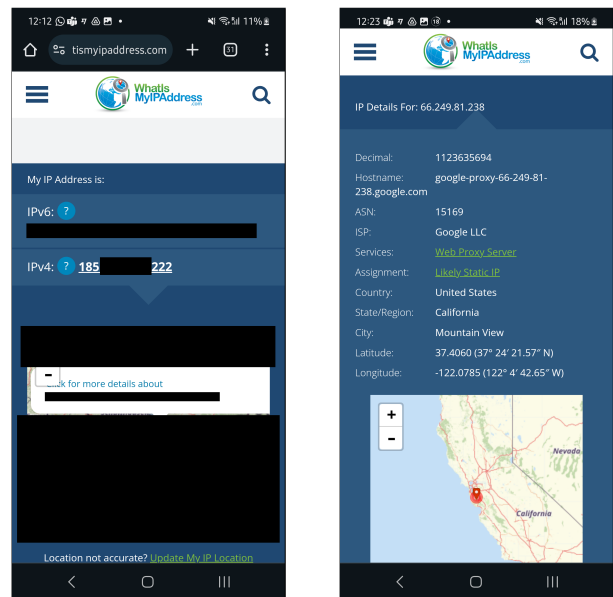 12:12
11%
tismyipaddress.com
31
WhatIs
MyIPAddress
.com
My IP Address is:
IPv6: ?
IPv4: ? 185 222
−
Click for more details about
Location not accurate? Update My IP Location
12:23
18%
WhatIs
MyIPAddress
.com
IP Details For: 66.249.81.238
Decimal: 1123635694
Hostname: google-proxy-66-249-81-
238.google.com
ASN: 15169
ISP: Google LLC
Services: Web Proxy Server
Assignment: Likely Static IP
Country: United States
State/Region: California
City: Mountain View
Latitude: 37.4060 (37° 24′ 21.57″ N)
Longitude: -122.0785 (122° 4′ 42.65″ W)
+
−
Nevada
California